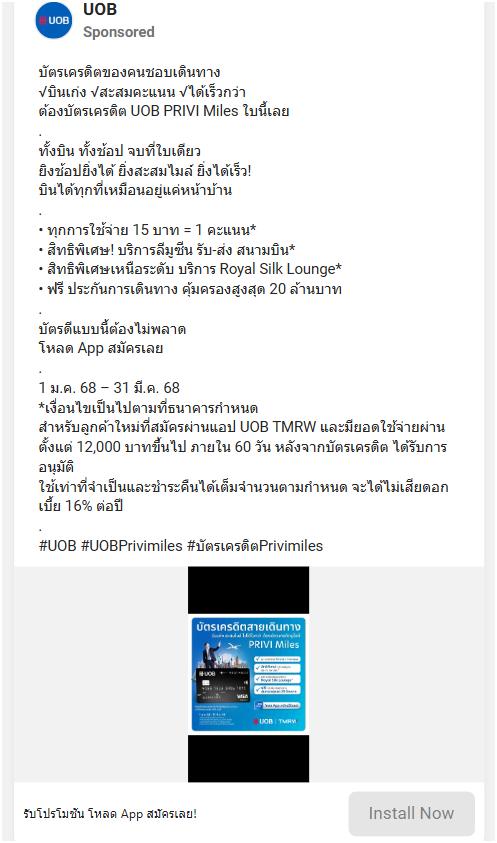 UOB
UOB
Sponsored
บัตรเครดิตของคนชอบเดินทาง
√บินเก่ง √สะสมคะแนน √ได้เร็วกว่า
ต้องบัตรเครดิต UOB PRIVI Miles ใบนี้เลย
.
ทั้งบิน ทั้งช้อป จบที่ใบเดียว
ยิ่งช้อปยิ่งได้ ยิ่งสะสมไมล์ ยิ่งได้เร็ว!
บินได้ทุกที่เหมือนอยู่แค่หน้าบ้าน
.
• ทุกการใช้จ่าย 15 บาท = 1 คะแนน*
• สิทธิพิเศษ! บริการลีมูซีน รับ-ส่ง สนามบิน*
• สิทธิพิเศษเหนือระดับ บริการ Royal Silk Lounge*
• ฟรี ประกันการเดินทาง คุ้มครองสูงสุด 20 ล้านบาท
.
บัตรดีแบบนี้ต้องไม่พลาด
โหลด App สมัครเลย
.
1 ม.ค. 68 – 31 มี.ค. 68
*เงื่อนไขเป็นไปตามที่ธนาคารกำหนด
สำหรับลูกค้าใหม่ที่สมัครผ่านแอป UOB TMRW และมียอดใช้จ่ายผ่าน
ตั้งแต่ 12,000 บาทขึ้นไป ภายใน 60 วัน หลังจากบัตรเครดิต ได้รับการ
อนุมัติ
ใช้เท่าที่จำเป็นและชำระคืนได้เต็มจำนวนตามกำหนด จะได้ไม่เสียดอก
เบี้ย 16% ต่อปี
.
#UOB #UOBPrivimiles #บัตรเครดิตPrivimiles
บัตรเครดิตสายเดินทาง
PRIVI Miles
UOB
VISA
Royal Silk Lounge*
UOB | TMRW
รับโปรโมชัน โหลด App สมัครเลย!
Install Now